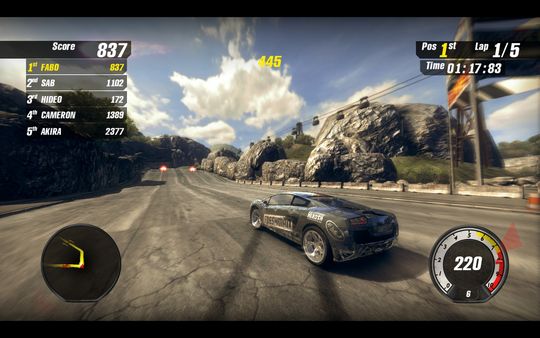 Score 837
1st FABO 837
2nd SAB 1102
3rd HIDEO 172
4th CAMERON 1389
5th AKIRA 2377
445
Pos 1st Lap 1/5
Time 01:17:83
220
6